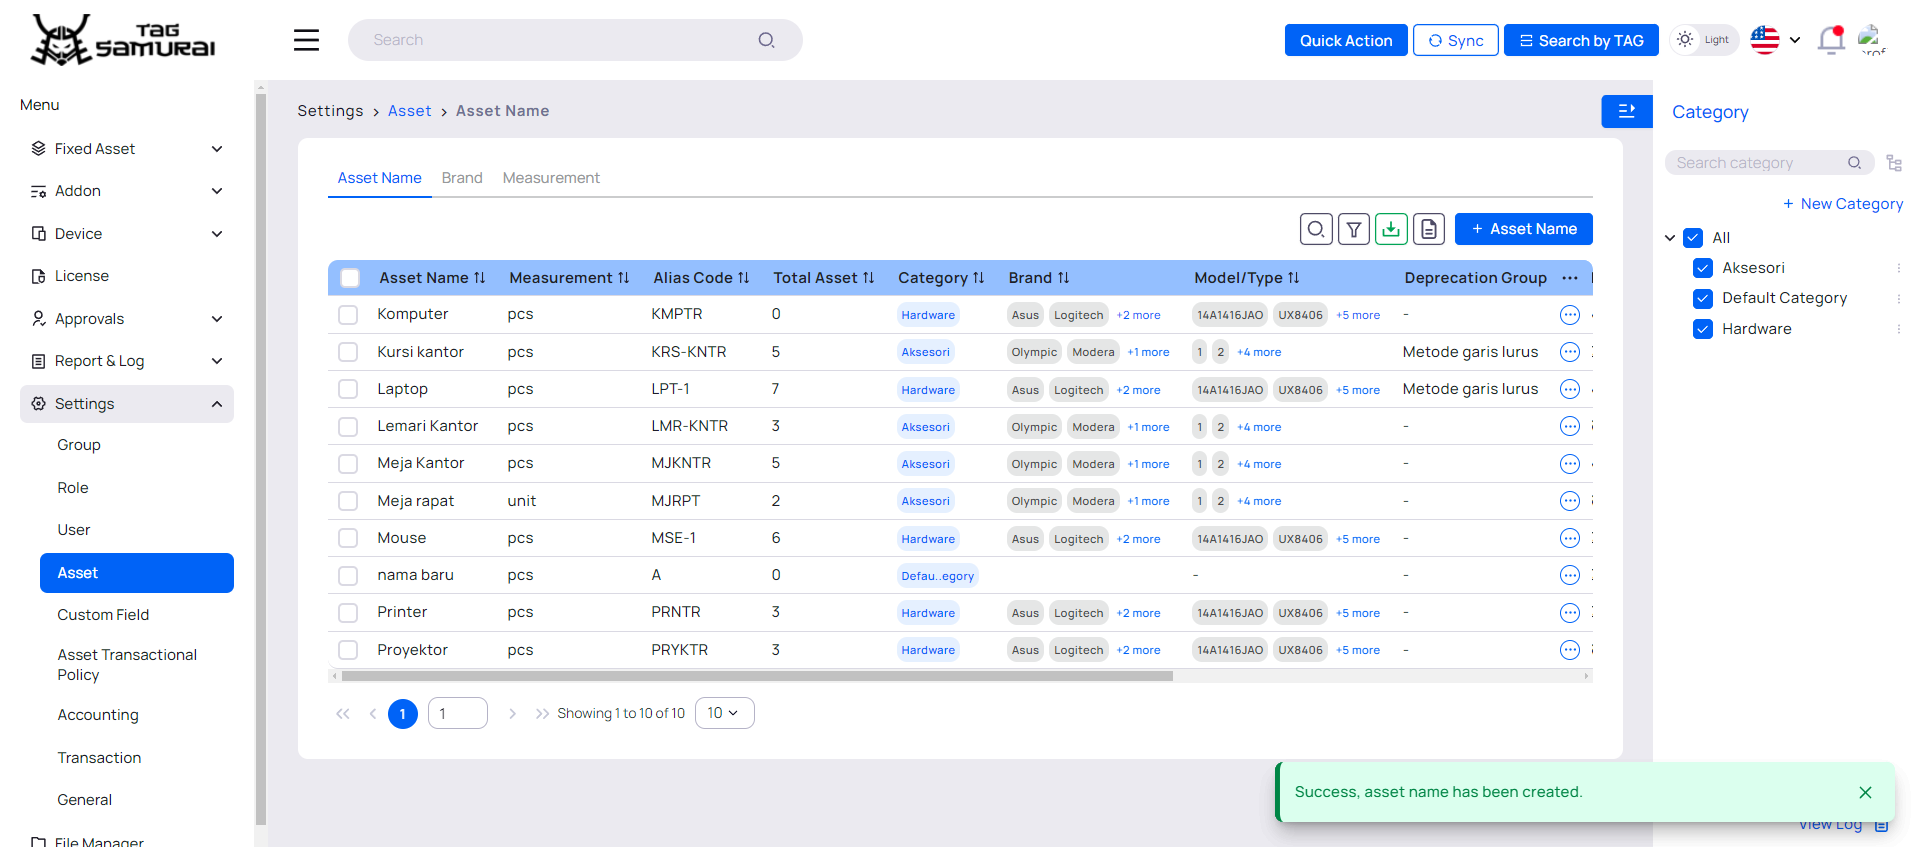 TAG
SAMURAI
Search
Quick Action
Sync
Search by TAG
Light
prof
Menu
Fixed Asset
Addon
Device
License
Approvals
Report & Log
Settings
Group
Role
User
Asset
Custom Field
Asset Transactional
Policy
Accounting
Transaction
General
File Manager
Settings > Asset > Asset Name
Asset Name Brand Measurement
+ Asset Name
Asset Name Measurement Alias Code Total Asset Category Brand Model/Type Deprecation Group ···
Komputer pcs KMPTR 0 Hardware Asus Logitech +2 more 14A1416JAO UX8406 +5 more -
Kursi kantor pcs KRS-KNTR 5 Aksesori Olympic Modera +1 more 1 2 +4 more Metode garis lurus
Laptop pcs LPT-1 7 Hardware Asus Logitech +2 more 14A1416JAO UX8406 +5 more Metode garis lurus
Lemari Kantor pcs LMR-KNTR 3 Aksesori Olympic Modera +1 more 1 2 +4 more -
Meja Kantor pcs MJKNTR 5 Aksesori Olympic Modera +1 more 1 2 +4 more -
Meja rapat unit MJRPT 2 Aksesori Olympic Modera +1 more 1 2 +4 more -
Mouse pcs MSE-1 6 Hardware Asus Logitech +2 more 14A1416JAO UX8406 +5 more -
nama baru pcs A 0 Defau..egory - -
Printer pcs PRNTR 3 Hardware Asus Logitech +2 more 14A1416JAO UX8406 +5 more -
Proyektor pcs PRYKTR 3 Hardware Asus Logitech +2 more 14A1416JAO UX8406 +5 more -
1 1 Showing 1 to 10 of 10 10
Category
Search category
+ New Category
All
Aksesori
Default Category
Hardware
Success, asset name has been created.
View Log